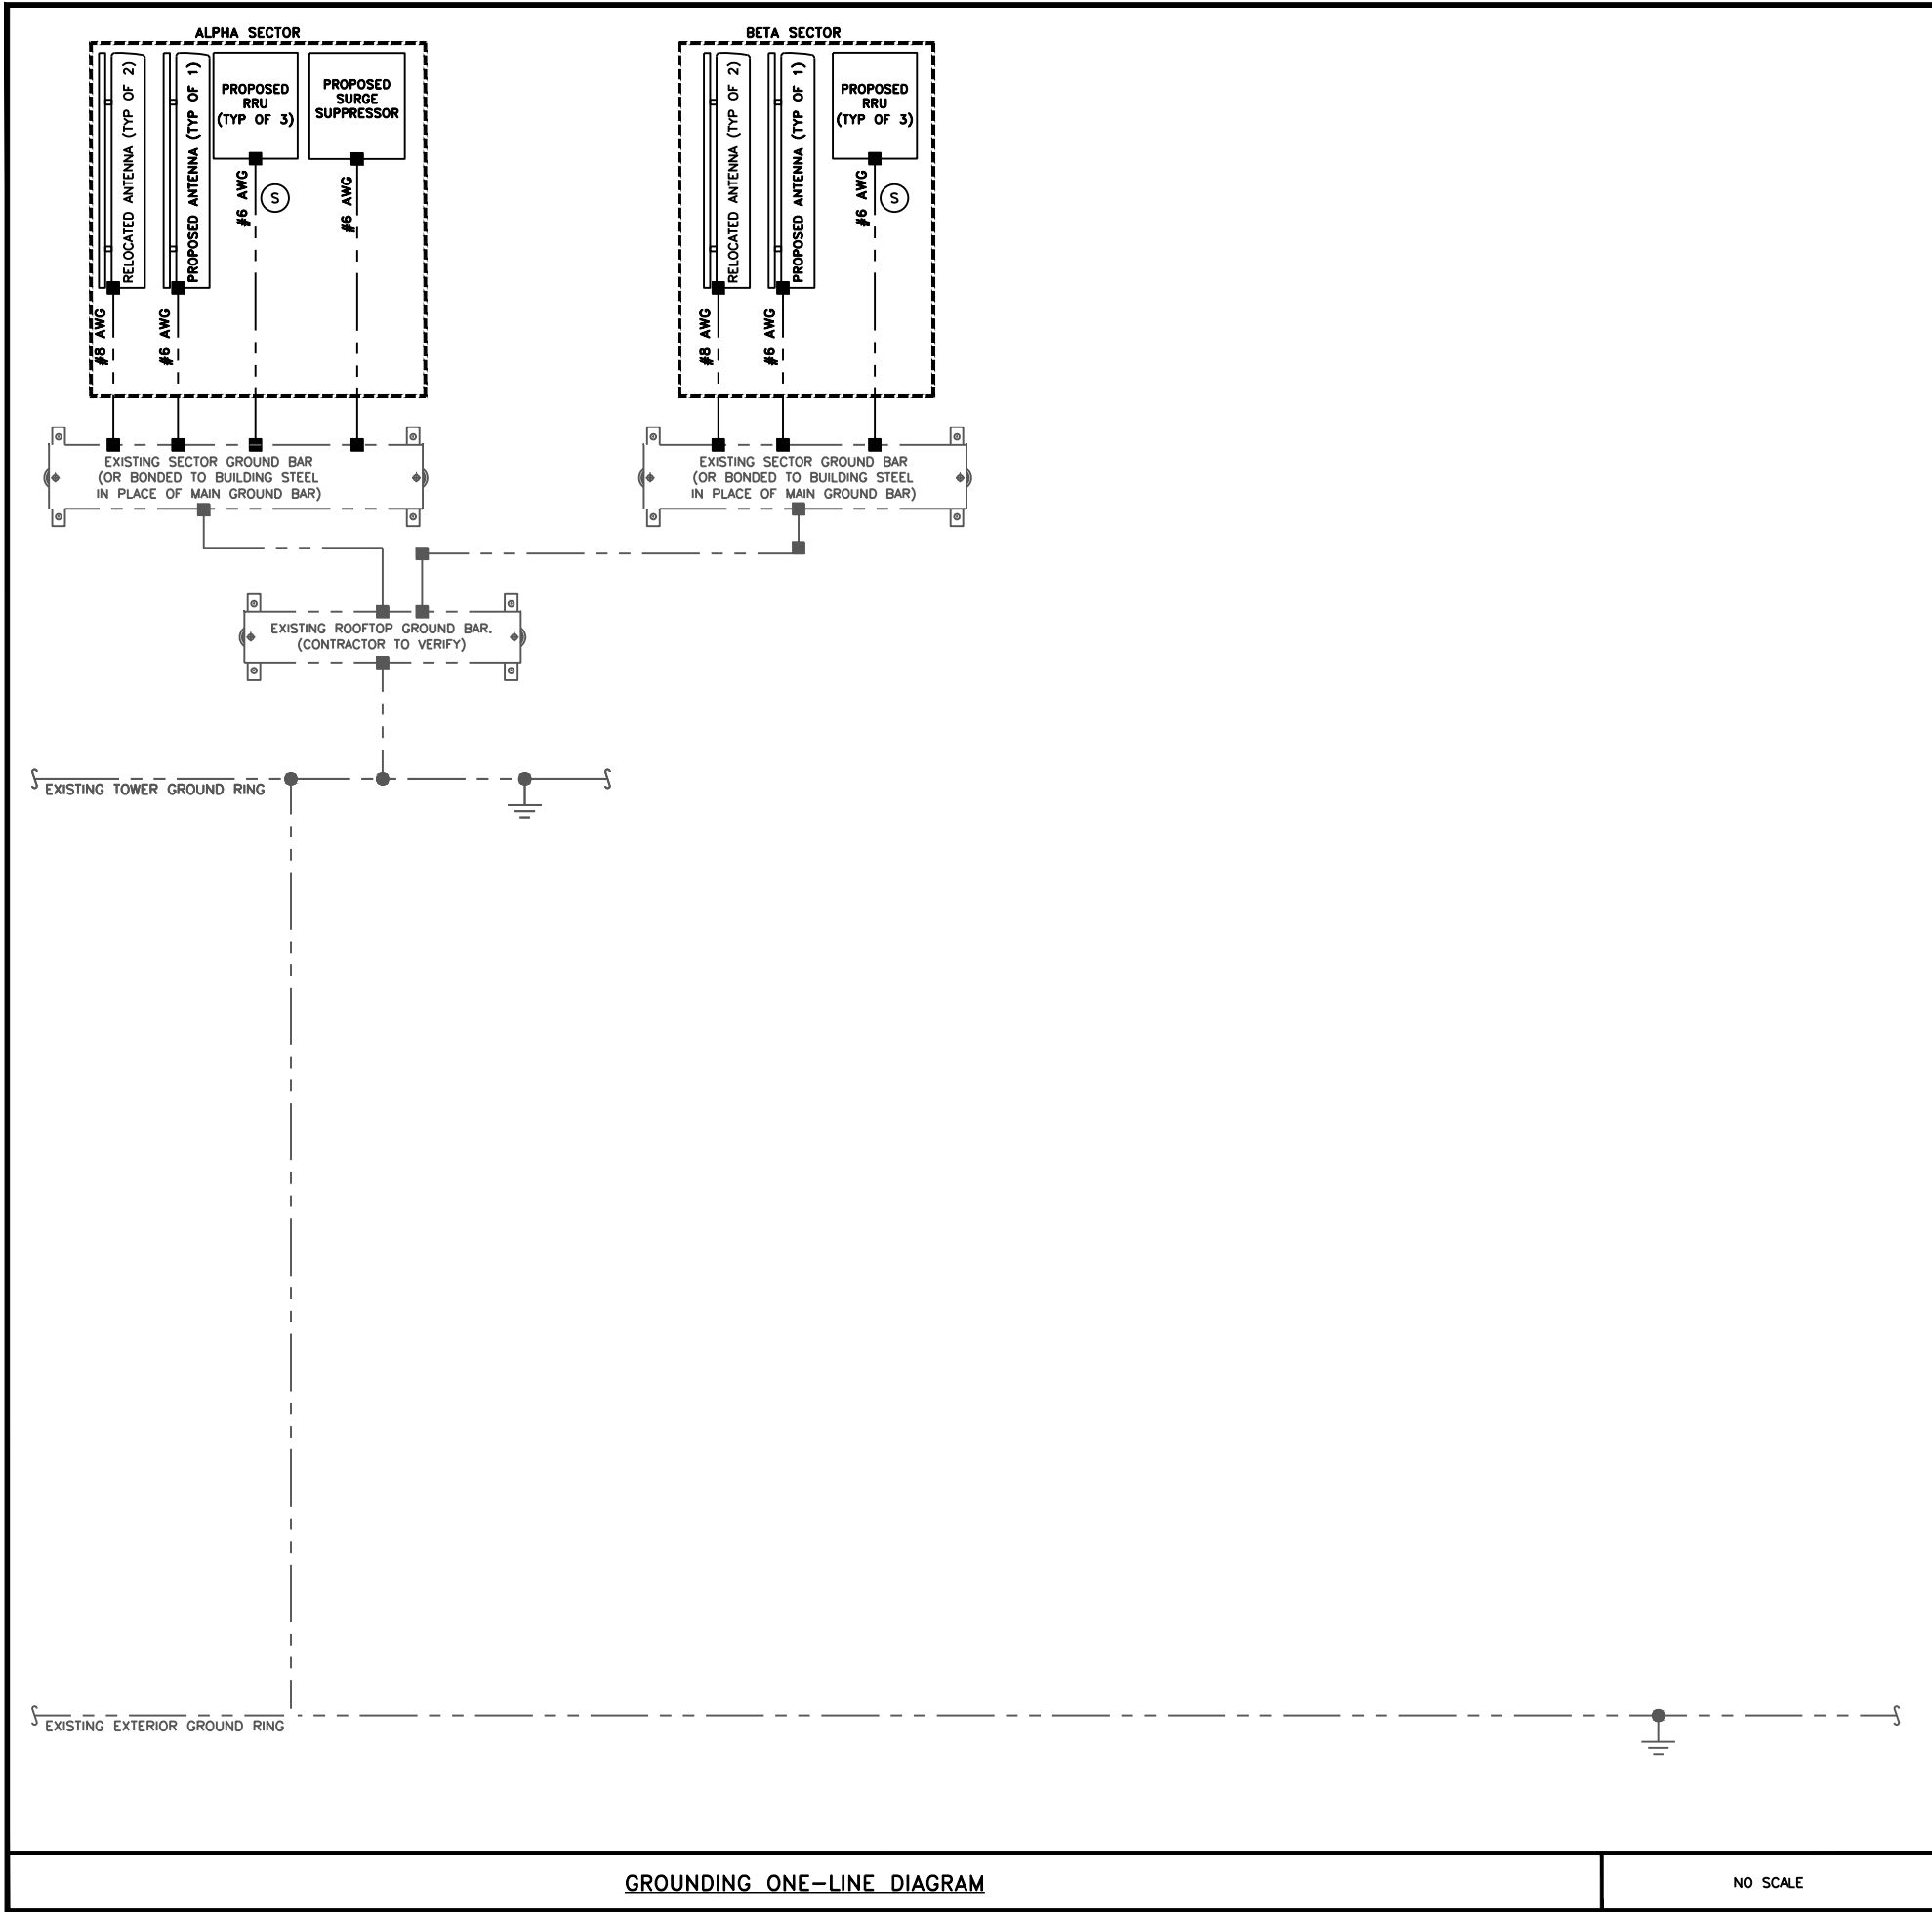 ALPHA SECTOR
RELOCATED ANTENNA (TYP OF 2)
PROPOSED ANTENNA (TYP OF 1)
PROPOSED
RRU
(TYP OF 3)
PROPOSED
SURGE
SUPPRESSOR
#6 AWG
S
#6 AWG
#8 AWG
#6 AWG
EXISTING SECTOR GROUND BAR
(OR BONDED TO BUILDING STEEL
IN PLACE OF MAIN GROUND BAR)
BETA SECTOR
RELOCATED ANTENNA (TYP OF 2)
PROPOSED ANTENNA (TYP OF 1)
PROPOSED
RRU
(TYP OF 3)
#6 AWG
S
#8 AWG
#6 AWG
EXISTING SECTOR GROUND BAR
(OR BONDED TO BUILDING STEEL
IN PLACE OF MAIN GROUND BAR)
EXISTING ROOFTOP GROUND BAR.
(CONTRACTOR TO VERIFY)
EXISTING TOWER GROUND RING
EXISTING EXTERIOR GROUND RING
GROUNDING ONE-LINE DIAGRAM
NO SCALE